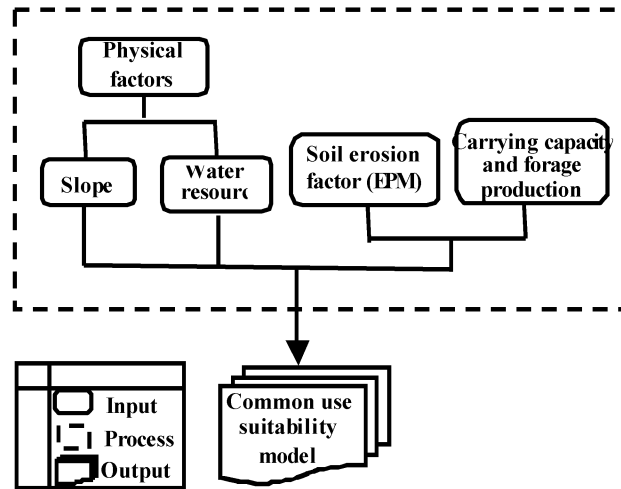 Physical
factors
Slope
Water
resourc
Soil erosion
factor (EPM)
Carrying capacity
and forage
production
Common use
suitability
model
Input
Process
Output